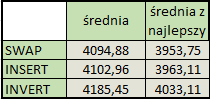 średnia średnia z najlepszy
SWAP 4094,88 3953,75
INSERT 4102,96 3963,11
INVERT 4185,45 4033,11